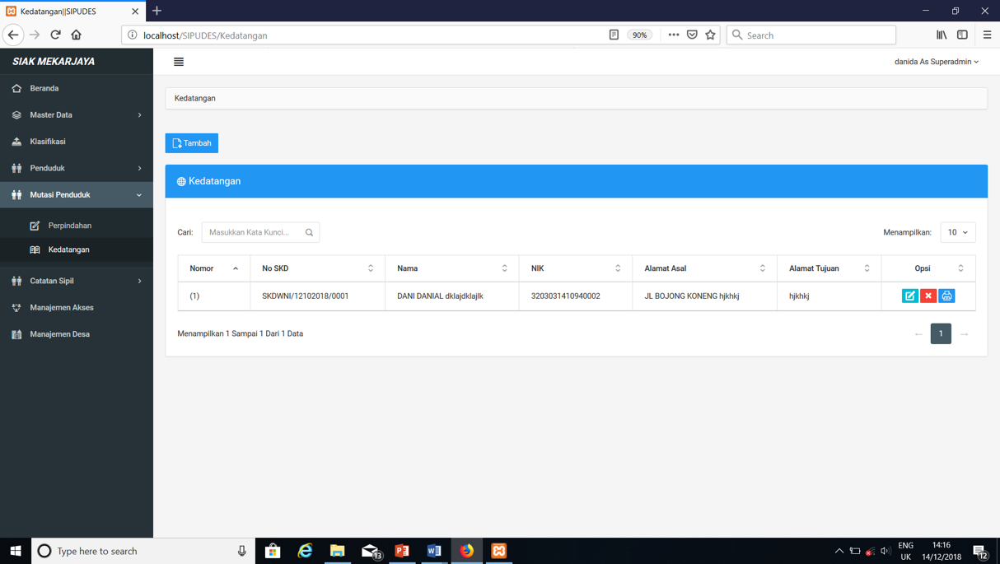 Kedatangan||SIPUDES
localhost/SIPUDES/Kedatangan
90%
Search
SIAK MEKARJAYA
danida As Superadmin
Beranda
Master Data
Klasifikasi
Penduduk
Mutasi Penduduk
Perpindahan
Kedatangan
Catatan Sipil
Manajemen Akses
Manajemen Desa
Kedatangan
Tambah
Kedatangan
Cari: Masukkan Kata Kunci... Menampilkan: 10
Nomor No SKD Nama NIK Alamat Asal Alamat Tujuan Opsi
(1) SKDWNI/12102018/0001 DANI DANIAL dklajdklajlk 3203031410940002 JL BOJONG KONENG hjkhkj hjkhkj
Menampilkan 1 Sampai 1 Dari 1 Data
← 1 →
Type here to search
13
ENG
UK
14:16
14/12/2018
12